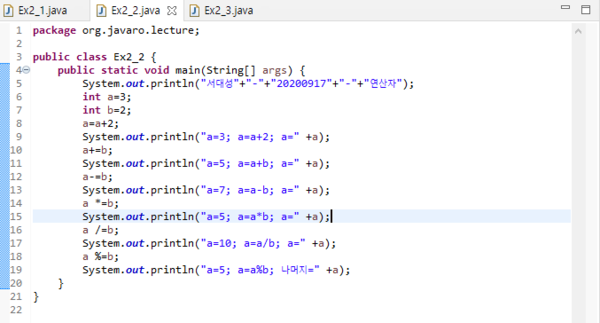 Ex2_1.java Ex2_2.java Ex2_3.java
1 package org.javaro.lecture;
2
3 public class Ex2_2 {
4 public static void main(String[] args) {
5 System.out.println("서대성"+"-"+"20200917"+"-"+"연산자");
6 int a=3;
7 int b=2;
8 a=a+2;
9 System.out.println("a=3; a=a+2; a=" +a);
10 a+=b;
11 System.out.println("a=5; a=a+b; a=" +a);
12 a-=b;
13 System.out.println("a=7; a=a-b; a=" +a);
14 a *=b;
15 System.out.println("a=5; a=a*b; a=" +a);
16 a /=b;
17 System.out.println("a=10; a=a/b; a=" +a);
18 a %=b;
19 System.out.println("a=5; a=a%b; 나머지=" +a);
20 }
21 }
22